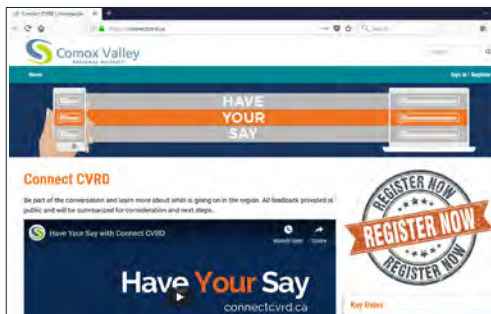 Connect CVRD | Homepage
connectcvrd.ca
Search
Comox Valley
REGIONAL DISTRICT
Home
Sign In / Register
HAVE
YOUR
SAY
Connect CVRD
Be part of the conversation and learn more about what is going on in the region. All feedback provided is
public and will be summarized for consideration and next steps.
REGISTER NOW
REGISTER NOW
REGISTER NOW
Have Your Say with Connect CVRD
Watch later
Share
Have Your Say
connectcvrd.ca
Key Dates